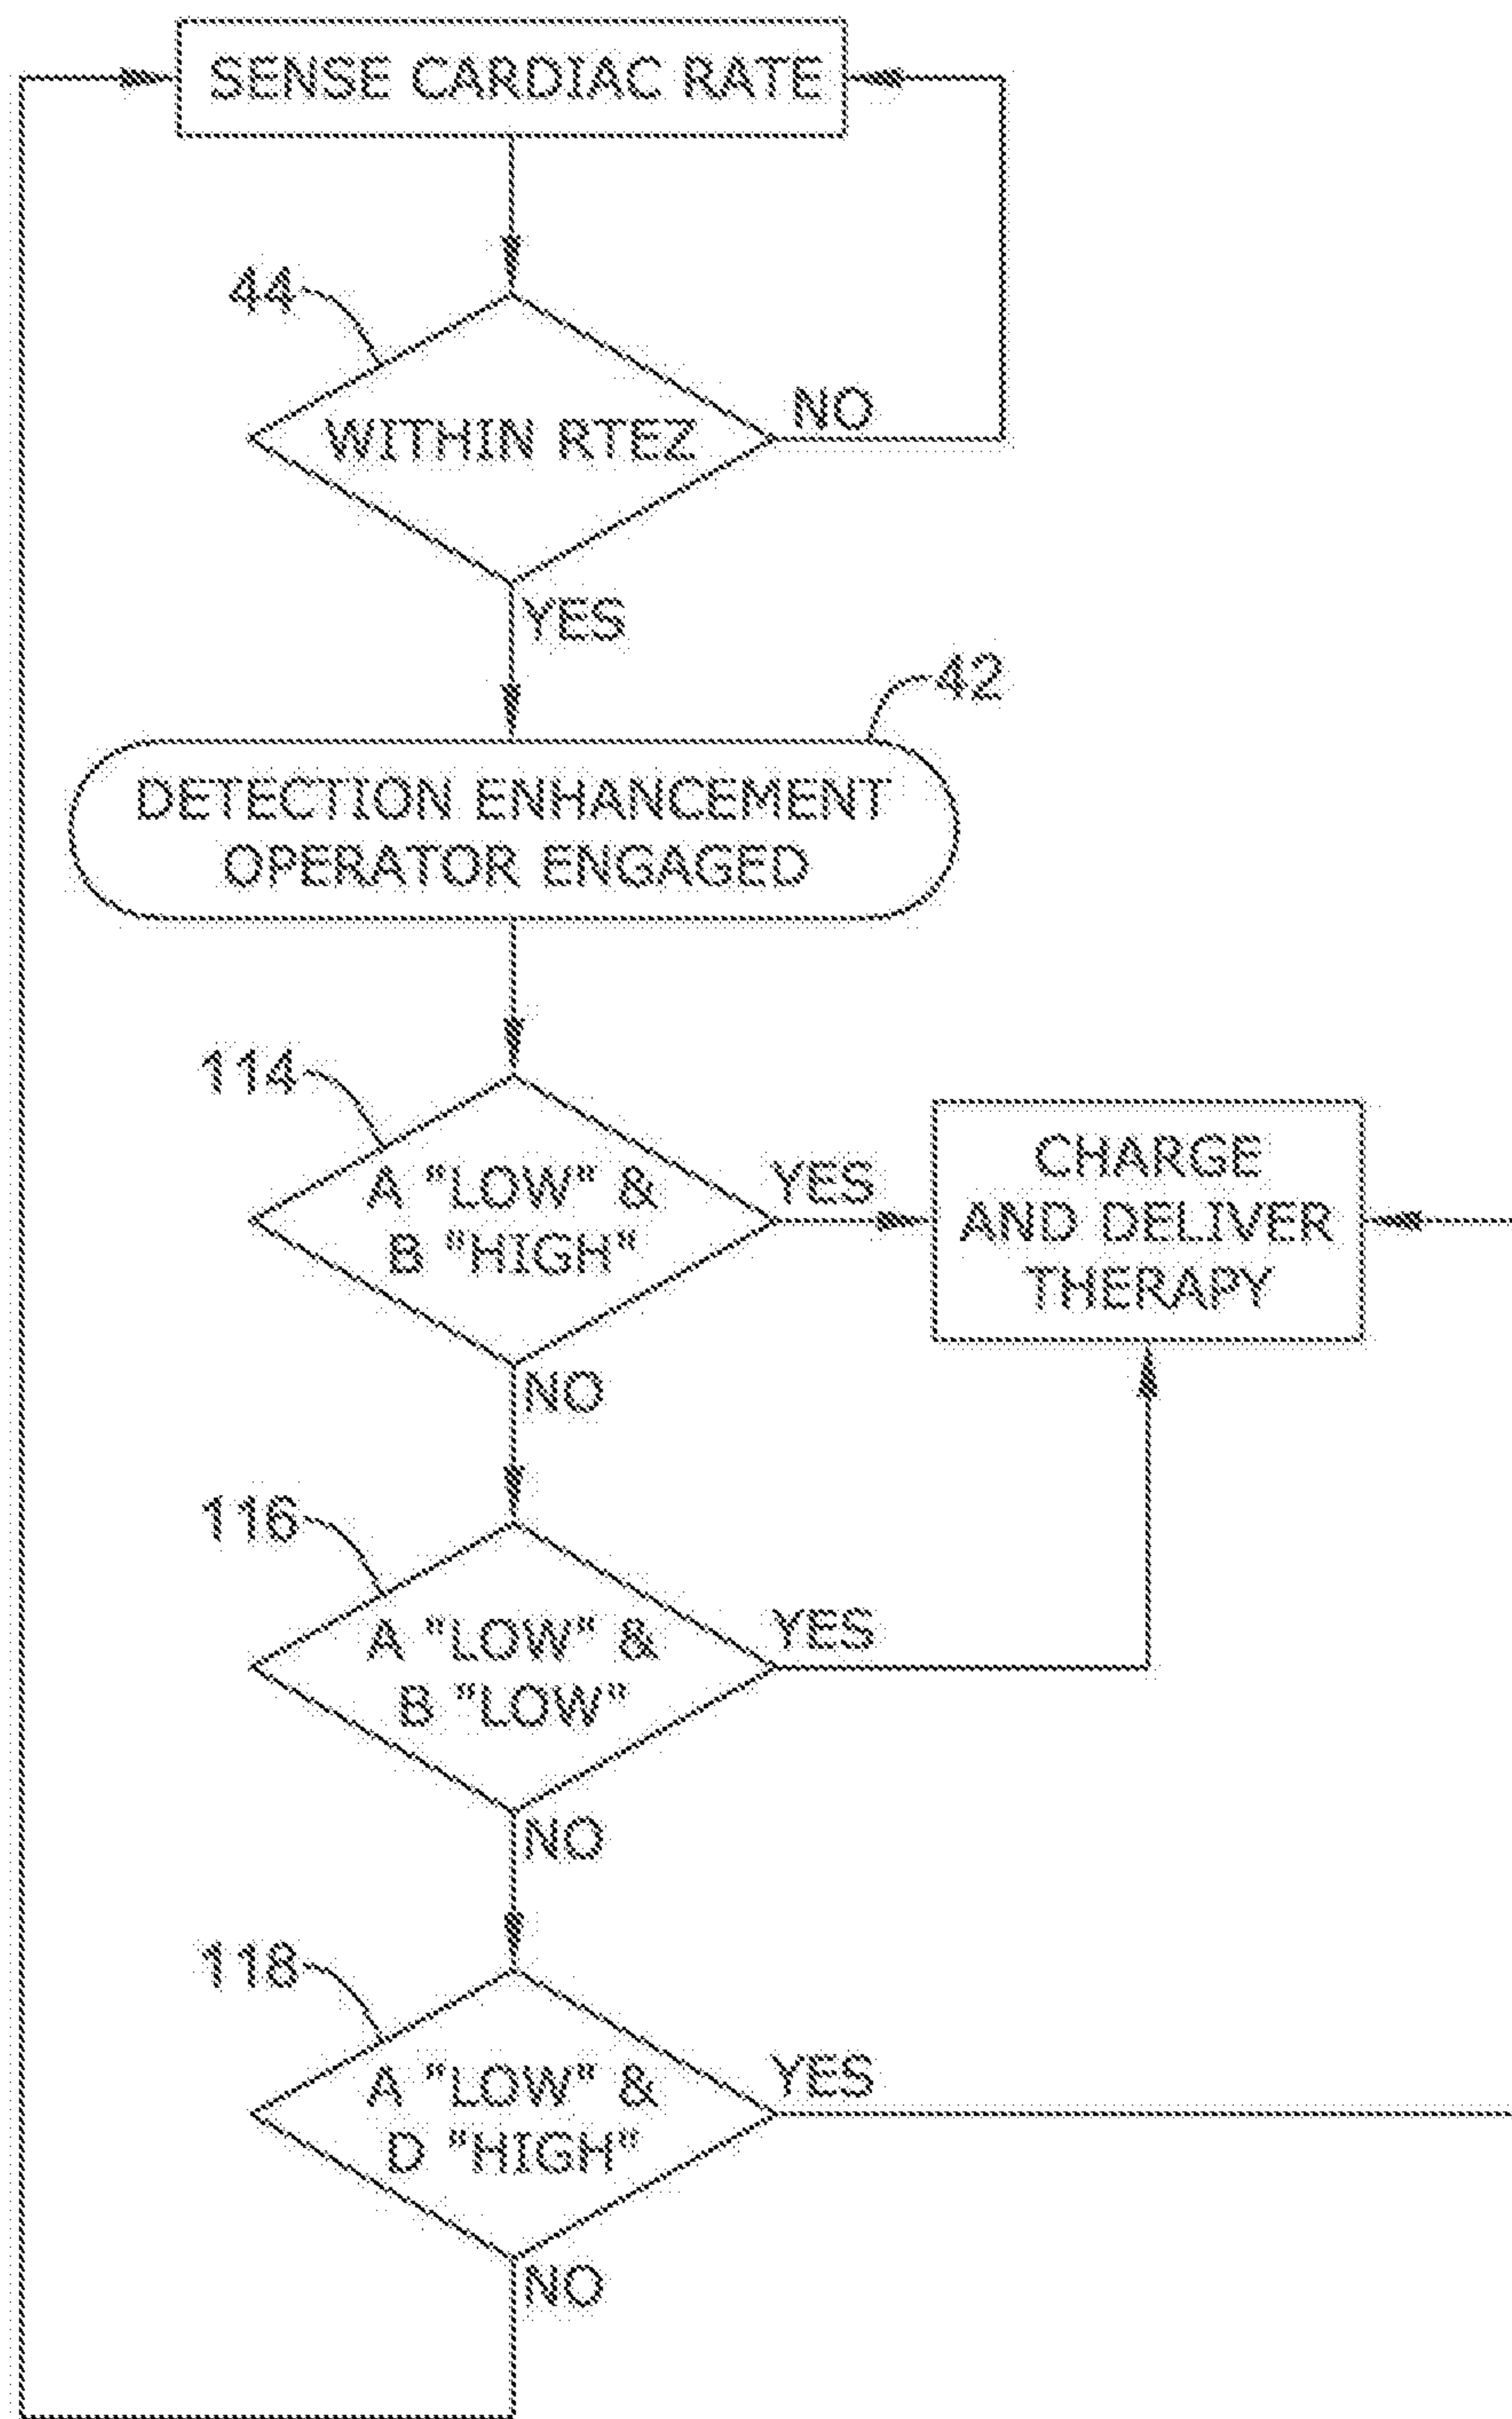 SENSE CARDIAC RATE
44
WITHIN RTEZ
NO
YES
42
DETECTION ENHANCEMENT
OPERATOR ENGAGED
114
A "LOW" &
B "HIGH"
YES
CHARGE
AND DELIVER
THERAPY
NO
116
A "LOW" &
B "LOW"
YES
NO
118
A "LOW" &
D "HIGH"
YES
NO